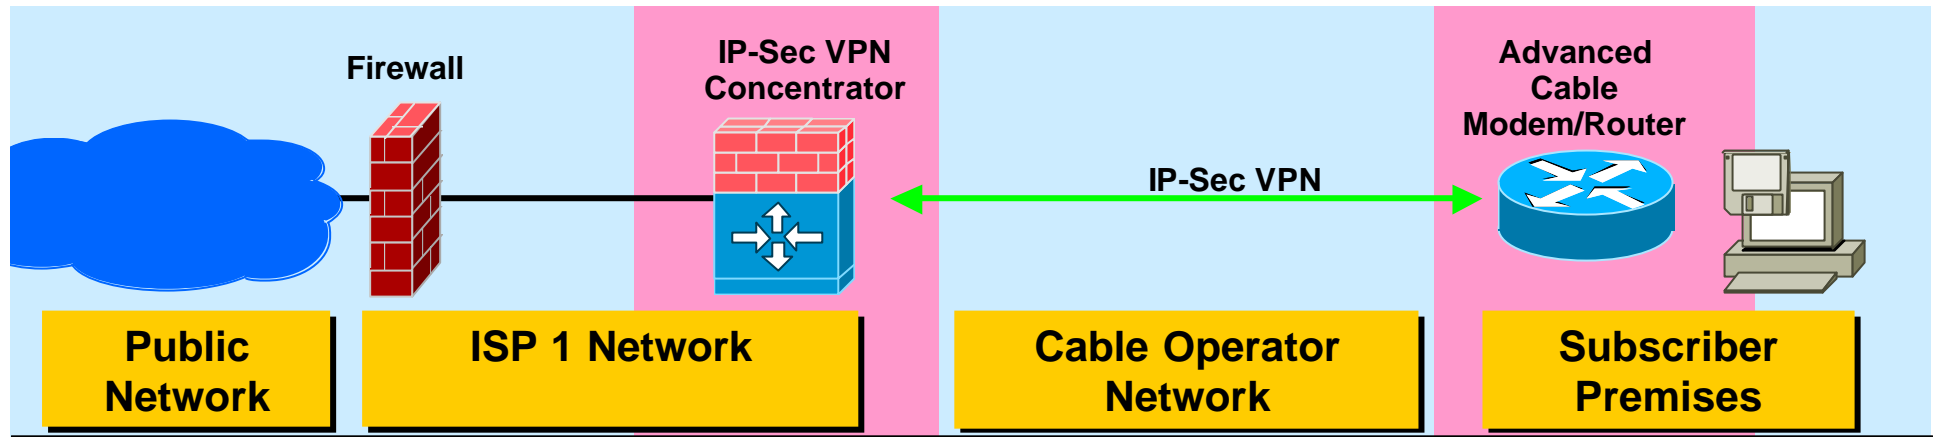 Firewall
IP-Sec VPN
Concentrator
IP-Sec VPN
Advanced
Cable
Modem/Router
Public
Network
ISP 1 Network
Cable Operator
Network
Subscriber
Premises